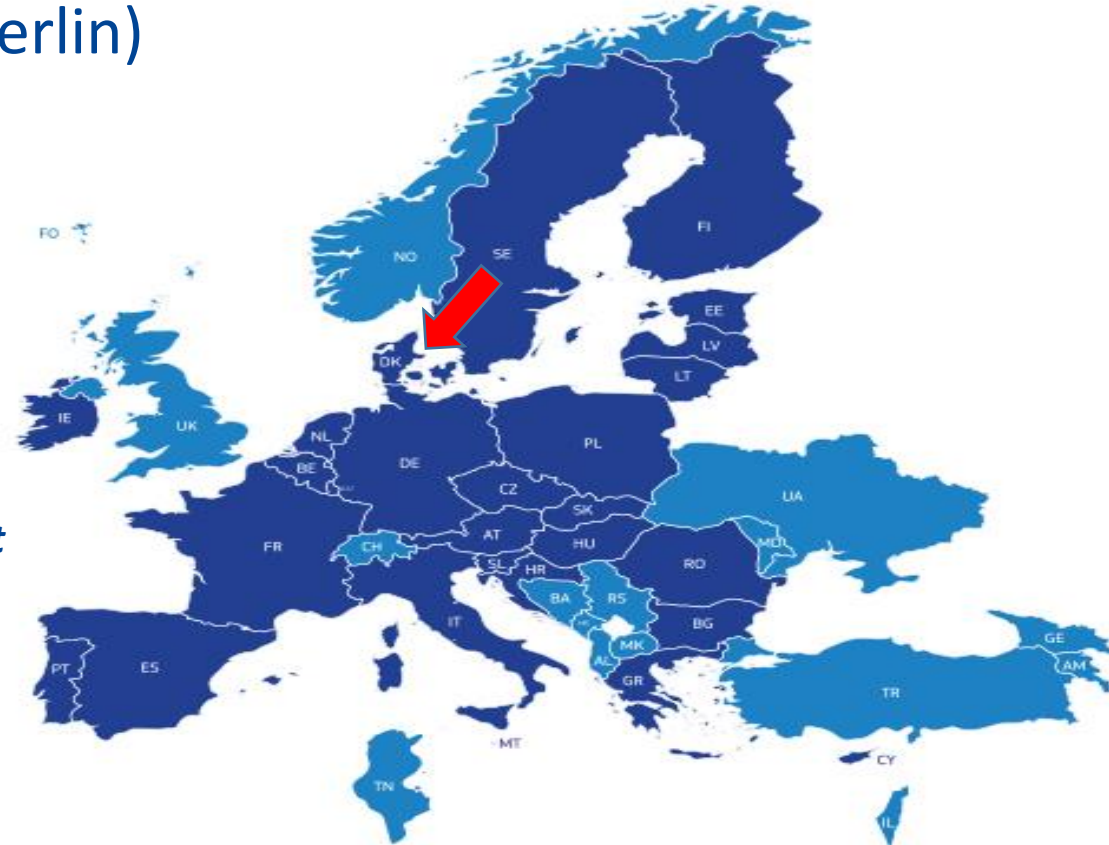 erlin)
FO
NO
SE
FI
EE
LV
LT
DK
IE
UK
NL
BE
DE
PL
CZ
SK
UA
t
FR
CH
AT
HU
MD
RO
SL
HR
BA
RS
IT
BG
MK
AL
GE
AM
PT
ES
GR
TR
MT
CY
TN
IL